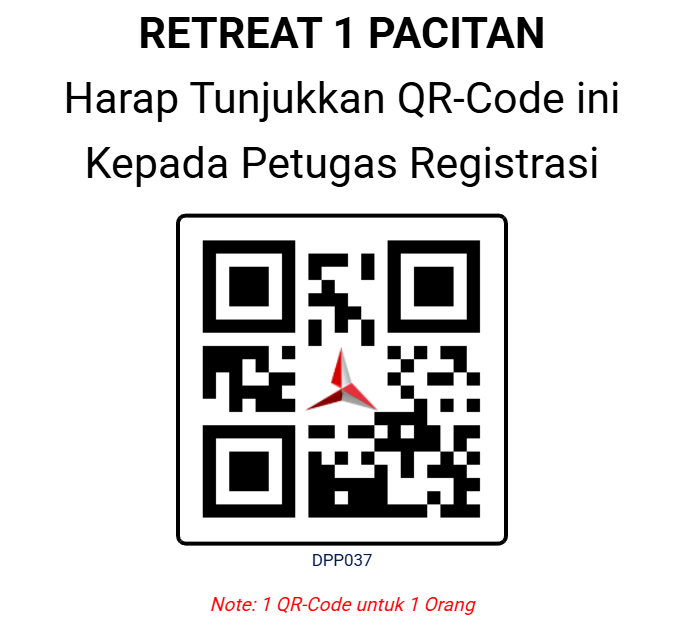 RETREAT 1 PACITAN
Harap Tunjukkan QR-Code ini
Kepada Petugas Registrasi
DPP037
Note: 1 QR-Code untuk 1 Orang